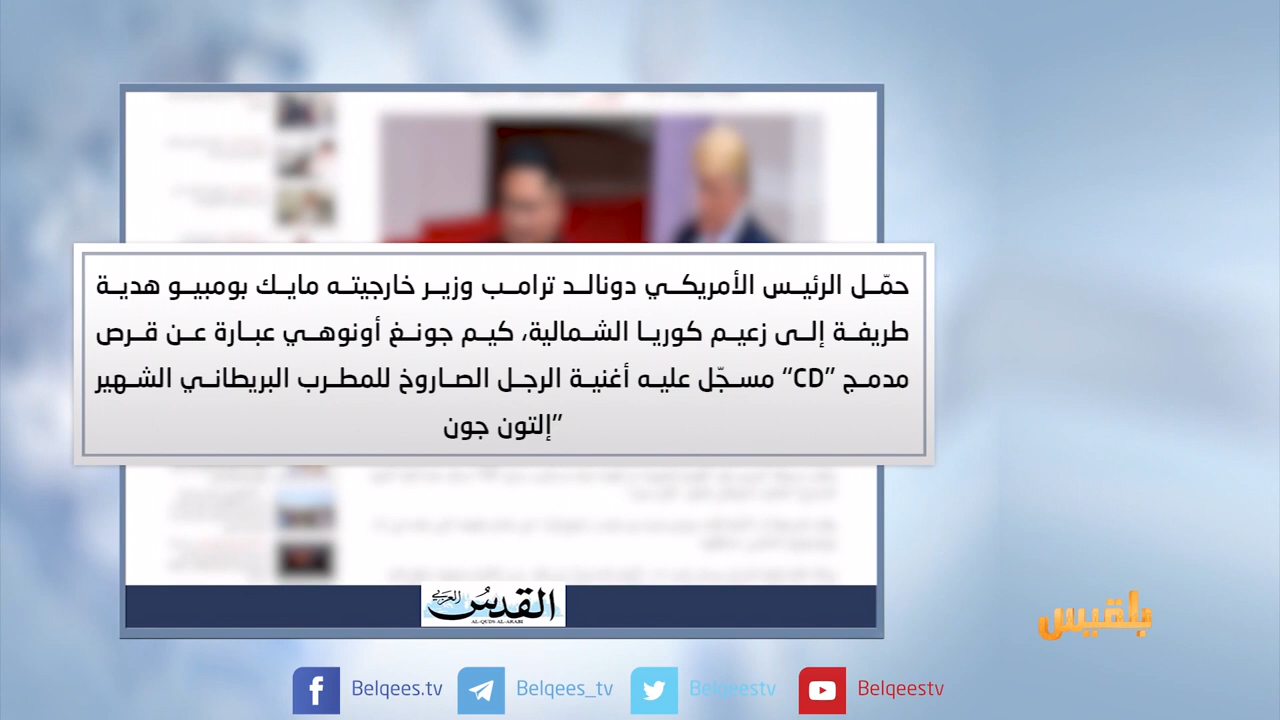 حمّل الرئيس الأمريكي دونالد ترامب وزير خارجيته مايك بومبيو هدية
طريفة إلى زعيم كوريا الشمالية، كيم جونغ أونوهي عبارة عن قرص
مدمج "CD" مسجّل عليه أغنية الرجل الصاروخ للمطرب البريطاني الشهير
"إلتون جون
القدس العربي
AL-QUDS AL-ARABI
بلقيس
Belqees.tv
Belqees_tv
Belqeestv
Belqeestv